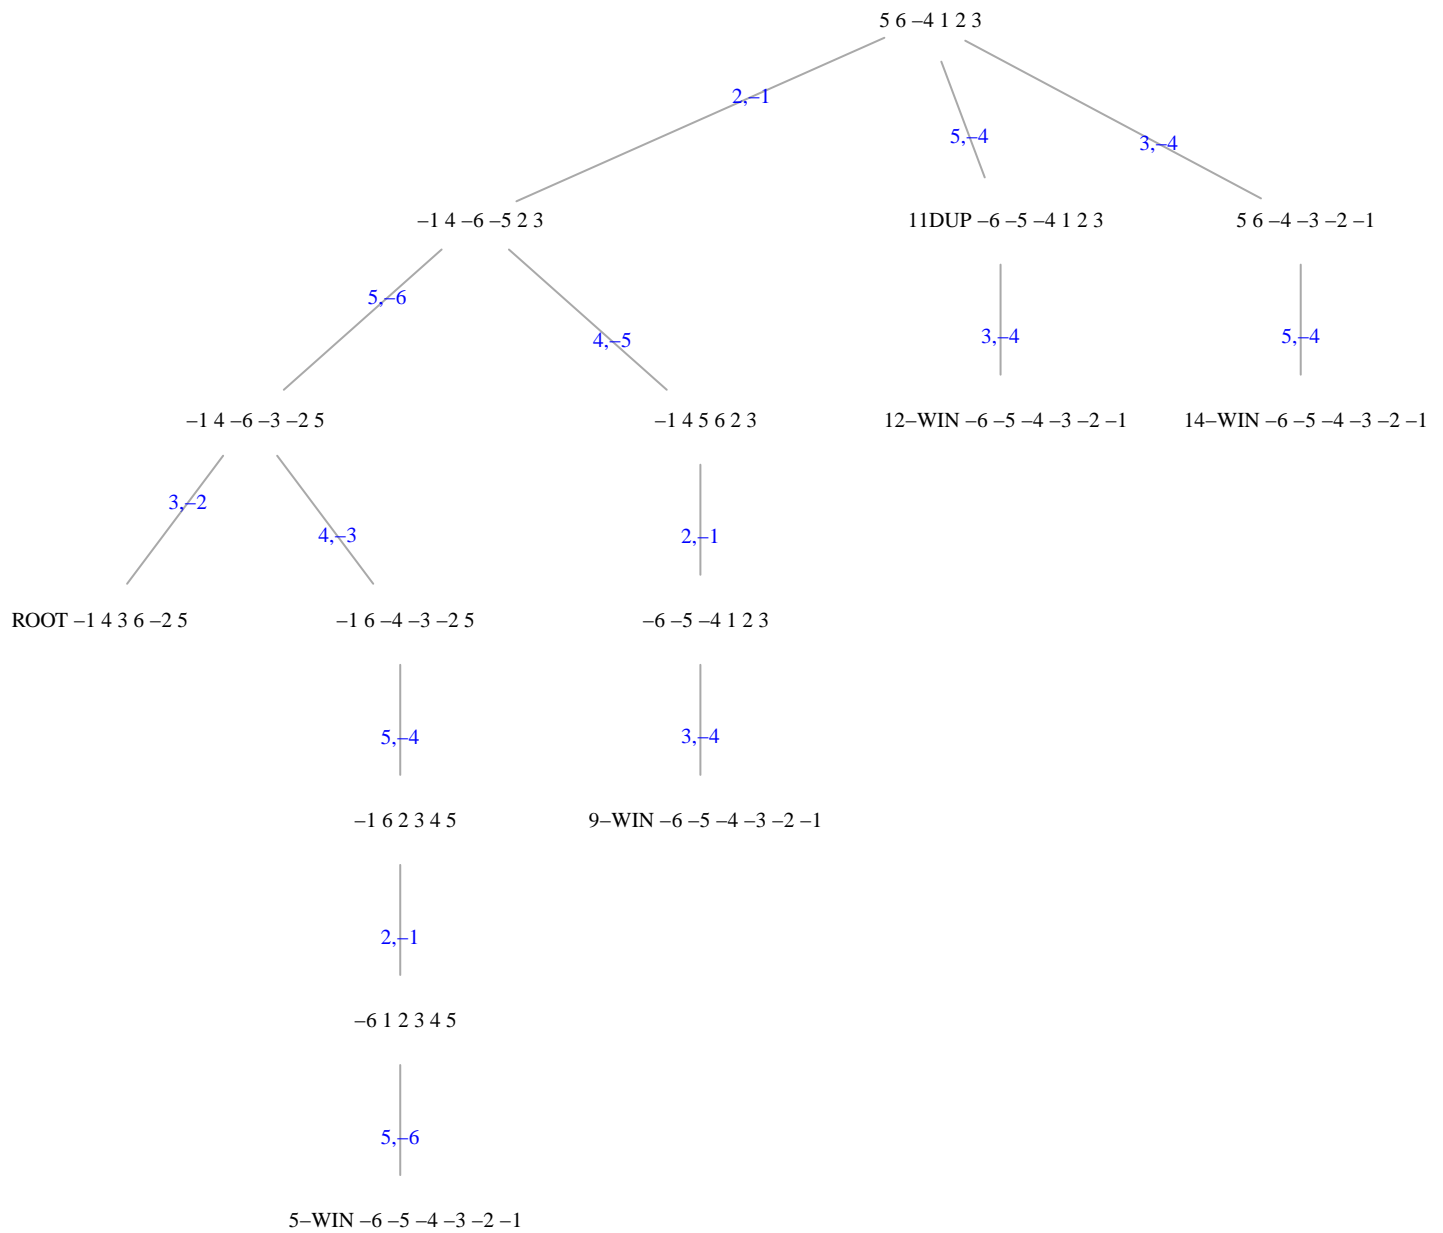 5 6 –4 1 2 3
2,–1
5,–4
3,–4
–1 4 –6 –5 2 3
11DUP –6 –5 –4 1 2 3
5 6 –4 –3 –2 –1
5,–6
4,–5
3,–4
5,–4
–1 4 –6 –3 –2 5
–1 4 5 6 2 3
12–WIN –6 –5 –4 –3 –2 –1
14–WIN –6 –5 –4 –3 –2 –1
3,–2
4,–3
2,–1
ROOT –1 4 3 6 –2 5
–1 6 –4 –3 –2 5
–6 –5 –4 1 2 3
5,–4
3,–4
–1 6 2 3 4 5
9–WIN –6 –5 –4 –3 –2 –1
2,–1
–6 1 2 3 4 5
5,–6
5–WIN –6 –5 –4 –3 –2 –1